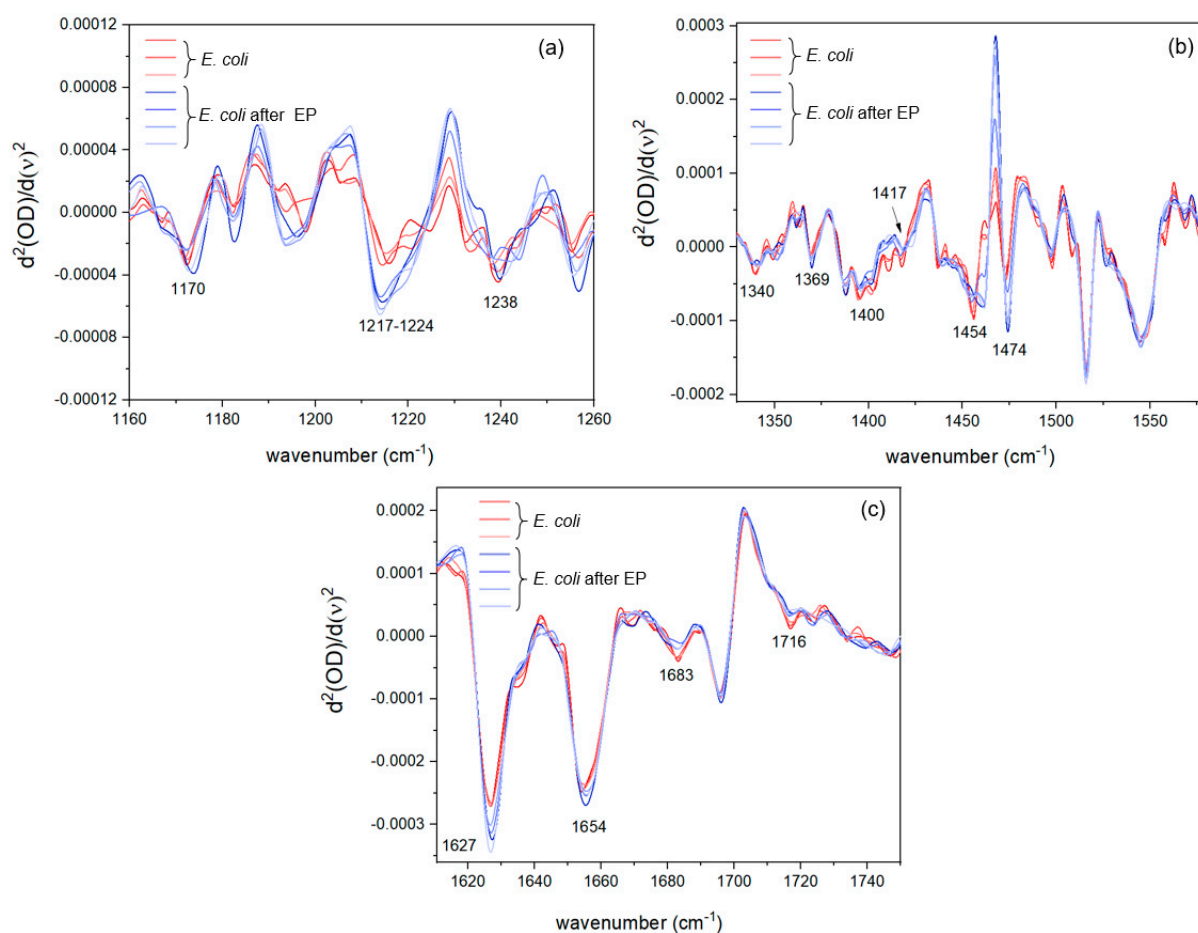 (a)
E. coli
E. coli after EP
d²(OD)/d(ν)²
0.00012
0.00008
0.00004
0.00000
-0.00004
-0.00008
-0.00012
1170
1217-1224
1238
1160 1180 1200 1220 1240 1260
wavenumber (cm⁻¹)
(b)
E. coli
E. coli after EP
d²(OD)/d(ν)²
0.0003
0.0002
0.0001
0.0000
-0.0001
-0.0002
1417
1340
1369
1400
1454
1474
1350 1400 1450 1500 1550
wavenumber (cm⁻¹)
(c)
E. coli
E. coli after EP
d²(OD)/d(ν)²
0.0002
0.0001
0.0000
-0.0001
-0.0002
-0.0003
1716
1683
1627
1654
1620 1640 1660 1680 1700 1720 1740
wavenumber (cm⁻¹)